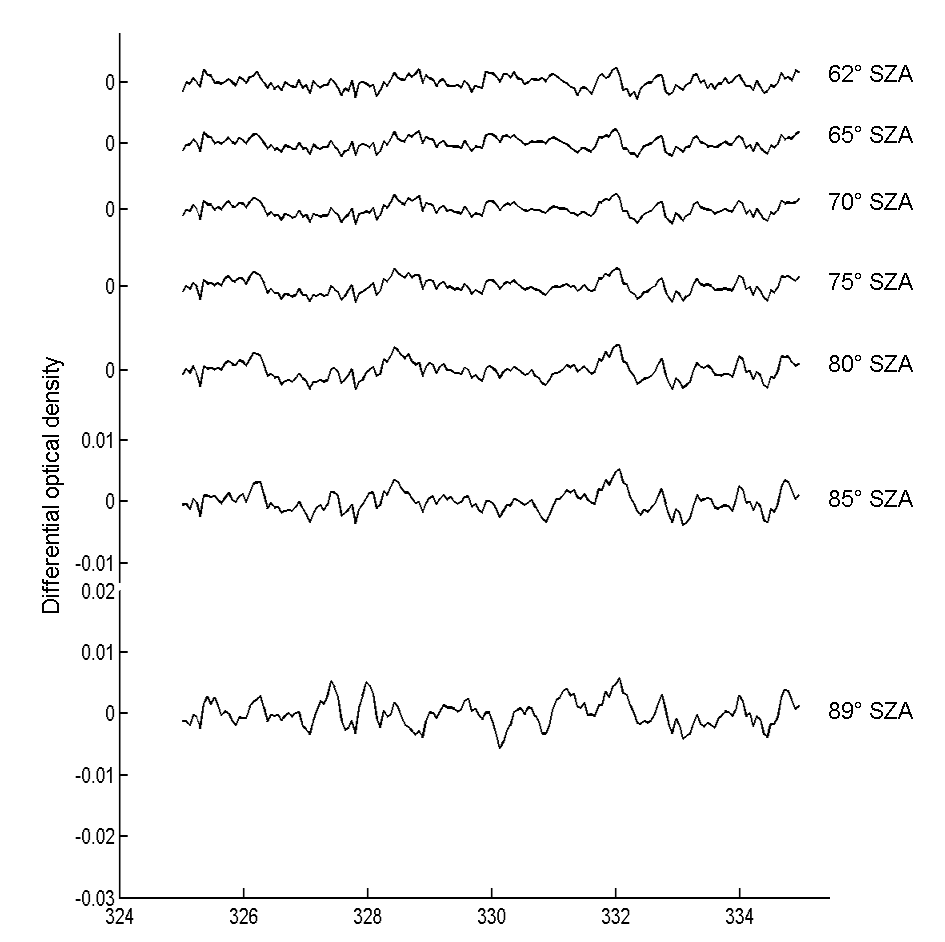 0
62° SZA
0
65° SZA
0
70° SZA
0
75° SZA
0
80° SZA
Differential optical density
0.01
0
85° SZA
-0.01
0.02
0.01
0
89° SZA
-0.01
-0.02
-0.03
324 326 328 330 332 334